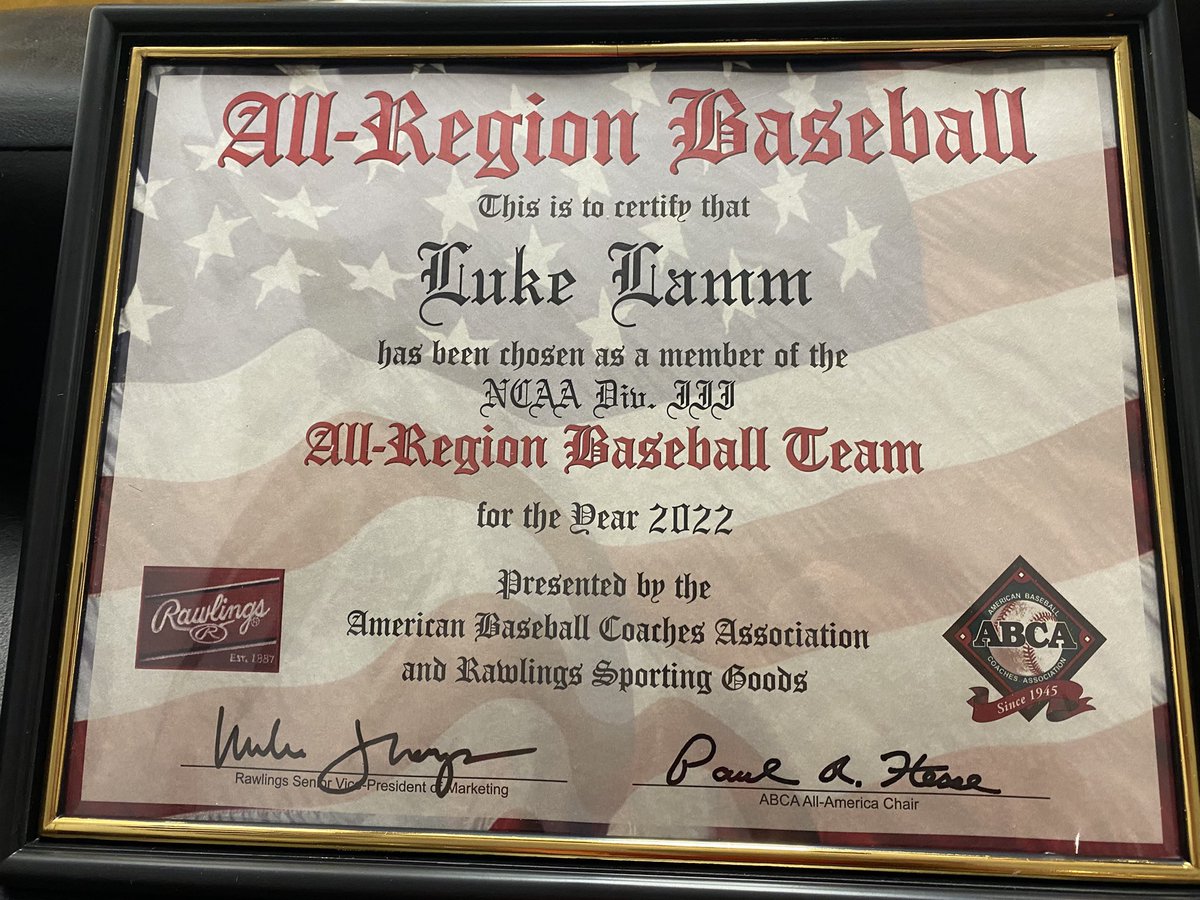 All-Region Baseball
This is to certify that
Luke Lamm
has been chosen as a member of the
NCAA Div. III
All-Region Baseball Team
for the Year 2022
Presented by the
American Baseball Coaches Association
and Rawlings Sporting Goods
Rawlings®
R
EST. 1887
AMERICAN BASEBALL
ABCA
COACHES ASSOCIATION
Since 1945
Rawlings Senior Vice-President of Marketing
Paul A. Hesse
ABCA All-America Chair